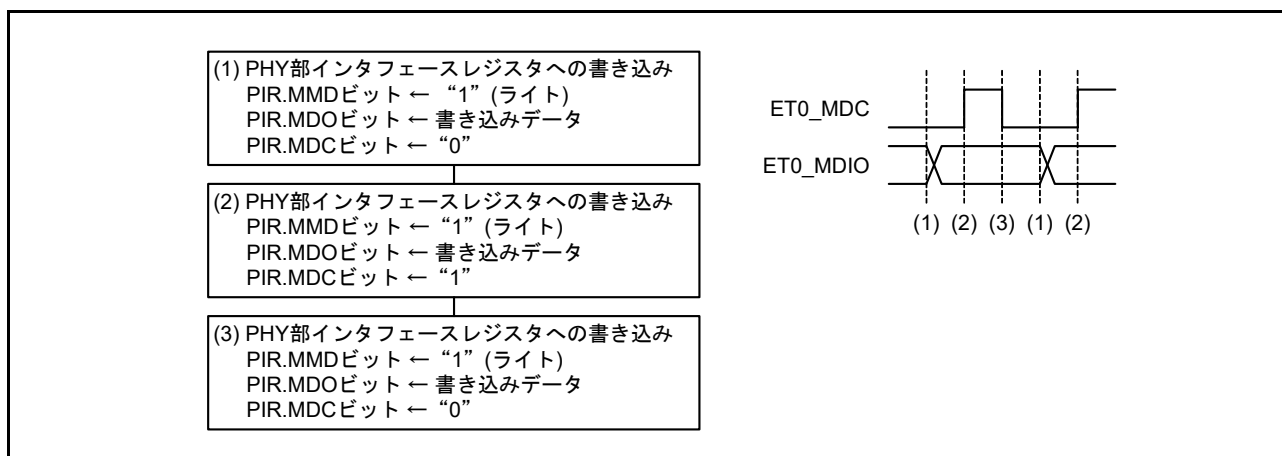 (1) PHY部インタフェースレジスタへの書き込み
PIR.MMDビット ← “1” (ライト)
PIR.MDOビット ← 書き込みデータ
PIR.MDCビット ← “0”
(2) PHY部インタフェースレジスタへの書き込み
PIR.MMDビット ← “1” (ライト)
PIR.MDOビット ← 書き込みデータ
PIR.MDCビット ← “1”
(3) PHY部インタフェースレジスタへの書き込み
PIR.MMDビット ← “1” (ライト)
PIR.MDOビット ← 書き込みデータ
PIR.MDCビット ← “0”
ET0_MDC
ET0_MDIO
(1) (2) (3) (1) (2)